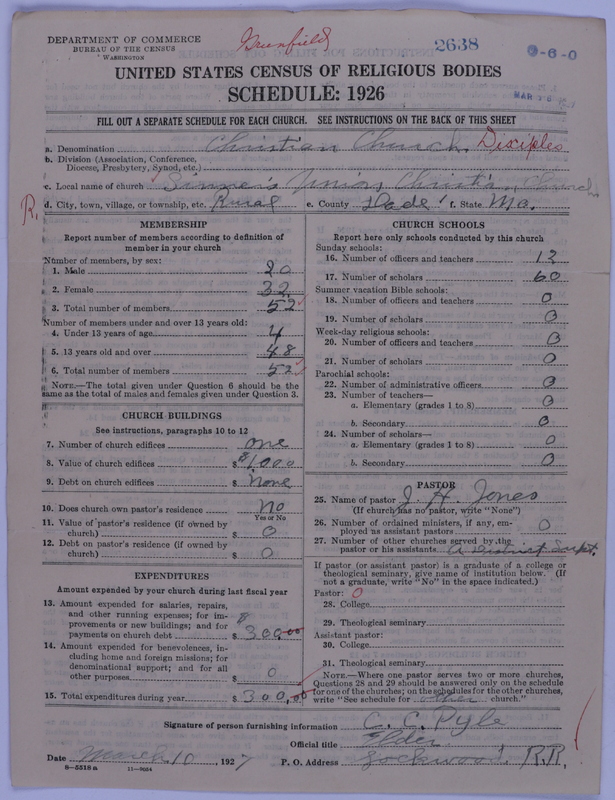 DEPARTMENT OF COMMERCE
BUREAU OF THE CENSUS
WASHINGTON
Greenfield
2638
0-6-0
UNITED STATES CENSUS OF RELIGIOUS BODIES
SCHEDULE: 1926
FILL OUT A SEPARATE SCHEDULE FOR EACH CHURCH. SEE INSTRUCTIONS ON THE BACK OF THIS SHEET
a. Denomination Christian Church Disciples
b. Division (Association, Conference,
Diocese, Presbytery, Synod, etc.)
c. Local name of church Union Christian Church
R. d. City, town, village, or township, etc. Rural e. County Dade f. State Mo.
MEMBERSHIP
Report number of members according to definition of
member in your church
Number of members, by sex:
1. Male 20
2. Female 32
3. Total number of members 52
Number of members under and over 13 years old:
4. Under 13 years of age 4
5. 13 years old and over 48
6. Total number of members 52
NOTE.—The total given under Question 6 should be the
same as the total of males and females given under Question 3.
CHURCH BUILDINGS
See instructions, paragraphs 10 to 12
7. Number of church edifices one
8. Value of church edifices $ $1,000
9. Debt on church edifices $ None
10. Does church own pastor's residence No
Yes or No
11. Value of pastor's residence (if owned by
church) $ 0
12. Debt on pastor's residence (if owned by
church) $ 0
EXPENDITURES
Amount expended by your church during last fiscal year
13. Amount expended for salaries, repairs,
and other running expenses; for im-
provements or new buildings; and for
payments on church debt $ 300.00
14. Amount expended for benevolences, in-
cluding home and foreign missions; for
denominational support; and for all
other purposes $ 0
15. Total expenditures during year $ 300.00
CHURCH SCHOOLS
Report here only schools conducted by this church
Sunday schools:
16. Number of officers and teachers 12
17. Number of scholars 60
Summer vacation Bible schools:
18. Number of officers and teachers 0
19. Number of scholars 0
Week-day religious schools:
20. Number of officers and teachers 0
21. Number of scholars 0
Parochial schools:
22. Number of administrative officers 0
23. Number of teachers—
a. Elementary (grades 1 to 8) 0
b. Secondary 0
24. Number of scholars—
a. Elementary (grades 1 to 8) 0
b. Secondary 0
PASTOR
25. Name of pastor J. H. Jones
(If church has no pastor, write "None")
26. Number of ordained ministers, if any, em-
ployed as assistant pastors 0
27. Number of other churches served by the
pastor or his assistants A District Supt.
If pastor (or assistant pastor) is a graduate of a college or
theological seminary, give name of institution below. (If
not a graduate, write "No" in the space indicated.)
Pastor: 0
28. College
29. Theological seminary
Assistant pastor:
30. College
31. Theological seminary
NOTE.—Where one pastor serves two or more churches,
Questions 28 and 29 should be answered only on the schedule
for one of the churches; on the schedules for the other churches,
write "See schedule for other church."
Signature of person furnishing information C. C. Pyle
Official title Elder
Date March 10, 1927 P. O. Address Lockwood, R.R.
8—5518 a 11—9664